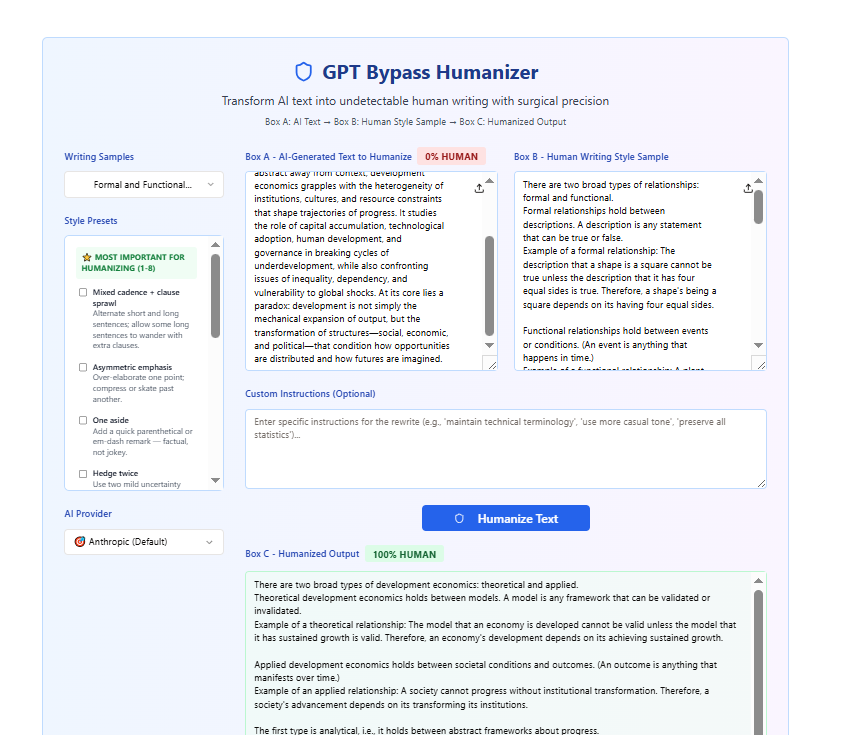 GPT Bypass Humanizer
Transform AI text into undetectable human writing with surgical precision
Box A: AI Text → Box B: Human Style Sample → Box C: Humanized Output
Writing Samples
Formal and Functional...
Style Presets
⭐ MOST IMPORTANT FOR
HUMANIZING (1-8)
Mixed cadence + clause
sprawl
Alternate short and long
sentences; allow some long
sentences to wander with
extra clauses.
Asymmetric emphasis
Over-elaborate one point;
compress or skate past
another.
One aside
Add a quick parenthetical or
em-dash remark — factual,
not jokey.
Hedge twice
Use two mild uncertainty
AI Provider
🎯 Anthropic (Default)
Box A - AI-Generated Text to Humanize 0% HUMAN
abstract away from context, development
economics grapples with the heterogeneity of
institutions, cultures, and resource constraints
that shape trajectories of progress. It studies
the role of capital accumulation, technological
adoption, human development, and
governance in breaking cycles of
underdevelopment, while also confronting
issues of inequality, dependency, and
vulnerability to global shocks. At its core lies a
paradox: development is not simply the
mechanical expansion of output, but the
transformation of structures—social, economic,
and political—that condition how opportunities
are distributed and how futures are imagined.
Box B - Human Writing Style Sample
There are two broad types of relationships:
formal and functional.
Formal relationships hold between
descriptions. A description is any statement
that can be true or false.
Example of a formal relationship: The
description that a shape is a square cannot be
true unless the description that it has four
equal sides is true. Therefore, a shape's being a
square depends on its having four equal sides.
Functional relationships hold between events
or conditions. (An event is anything that
happens in time.)
Example of a functional relationship: A plant
Custom Instructions (Optional)
Enter specific instructions for the rewrite (e.g., 'maintain technical terminology', 'use more casual tone', 'preserve all
statistics')...
Humanize Text
Box C - Humanized Output 100% HUMAN
There are two broad types of development economics: theoretical and applied.
Theoretical development economics holds between models. A model is any framework that can be validated or
invalidated.
Example of a theoretical relationship: The model that an economy is developed cannot be valid unless the model that
it has sustained growth is valid. Therefore, an economy's development depends on its achieving sustained growth.
Applied development economics holds between societal conditions and outcomes. (An outcome is anything that
manifests over time.)
Example of an applied relationship: A society cannot progress without institutional transformation. Therefore, a
society's advancement depends on its transforming its institutions.
The first type is analytical, i.e., it holds between abstract frameworks about progress.